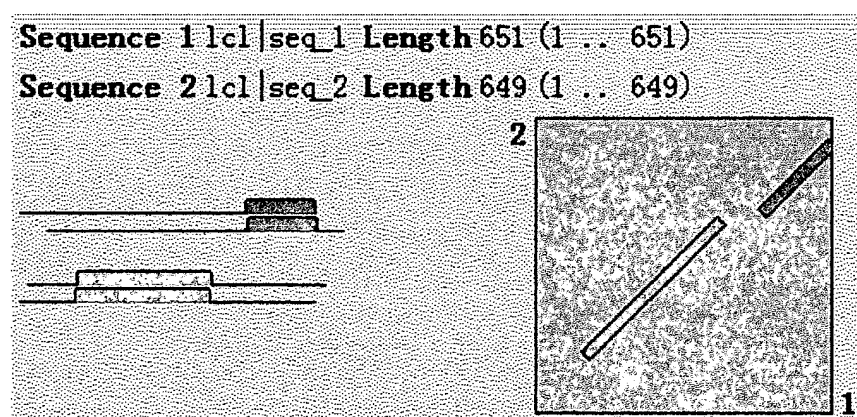 Sequence 1 lcl|seq_1 Length 651 (1 .. 651)
Sequence 2 lcl|seq_2 Length 649 (1 .. 649)
2
1